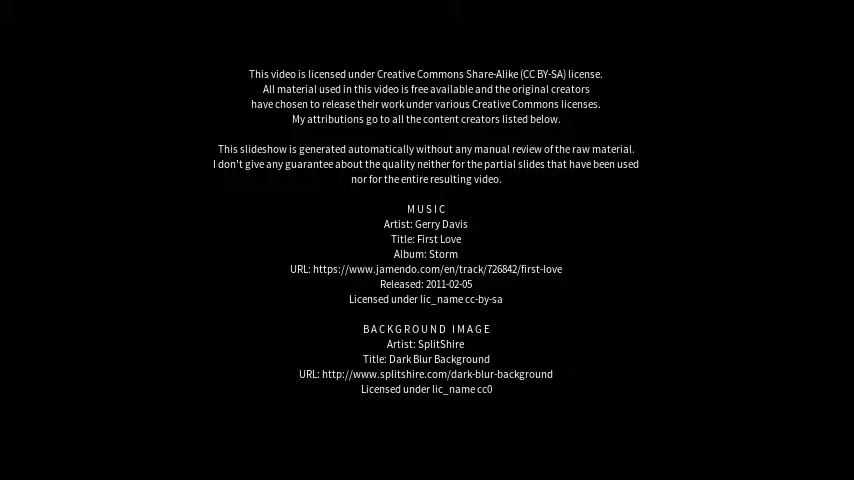 This video is licensed under Creative Commons Share-Alike (CC BY-SA) license.
All material used in this video is free available and the original creators
have chosen to release their work under various Creative Commons licenses.
My attributions go to all the content creators listed below.
This slideshow is generated automatically without any manual review of the raw material.
I don't give any guarantee about the quality neither for the partial slides that have been used
nor for the entire resulting video.
MUSIC
Artist: Gerry Davis
Title: First Love
Album: Storm
URL: https://www.jamendo.com/en/track/726842/first-love
Released: 2011-02-05
Licensed under lic_name cc-by-sa
BACKGROUND IMAGE
Artist: SplitShire
Title: Dark Blur Background
URL: http://www.splitshire.com/dark-blur-background
Licensed under lic_name cc0